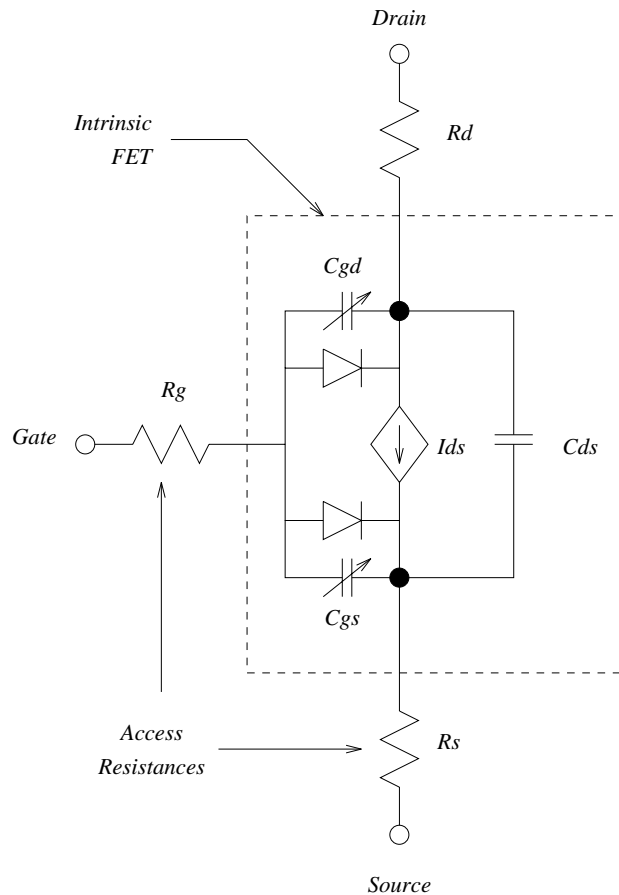 Drain
Intrinsic
FET
Rd
Cgd
Rg
Gate
Ids
Cds
Cgs
Access
Resistances
Rs
Source